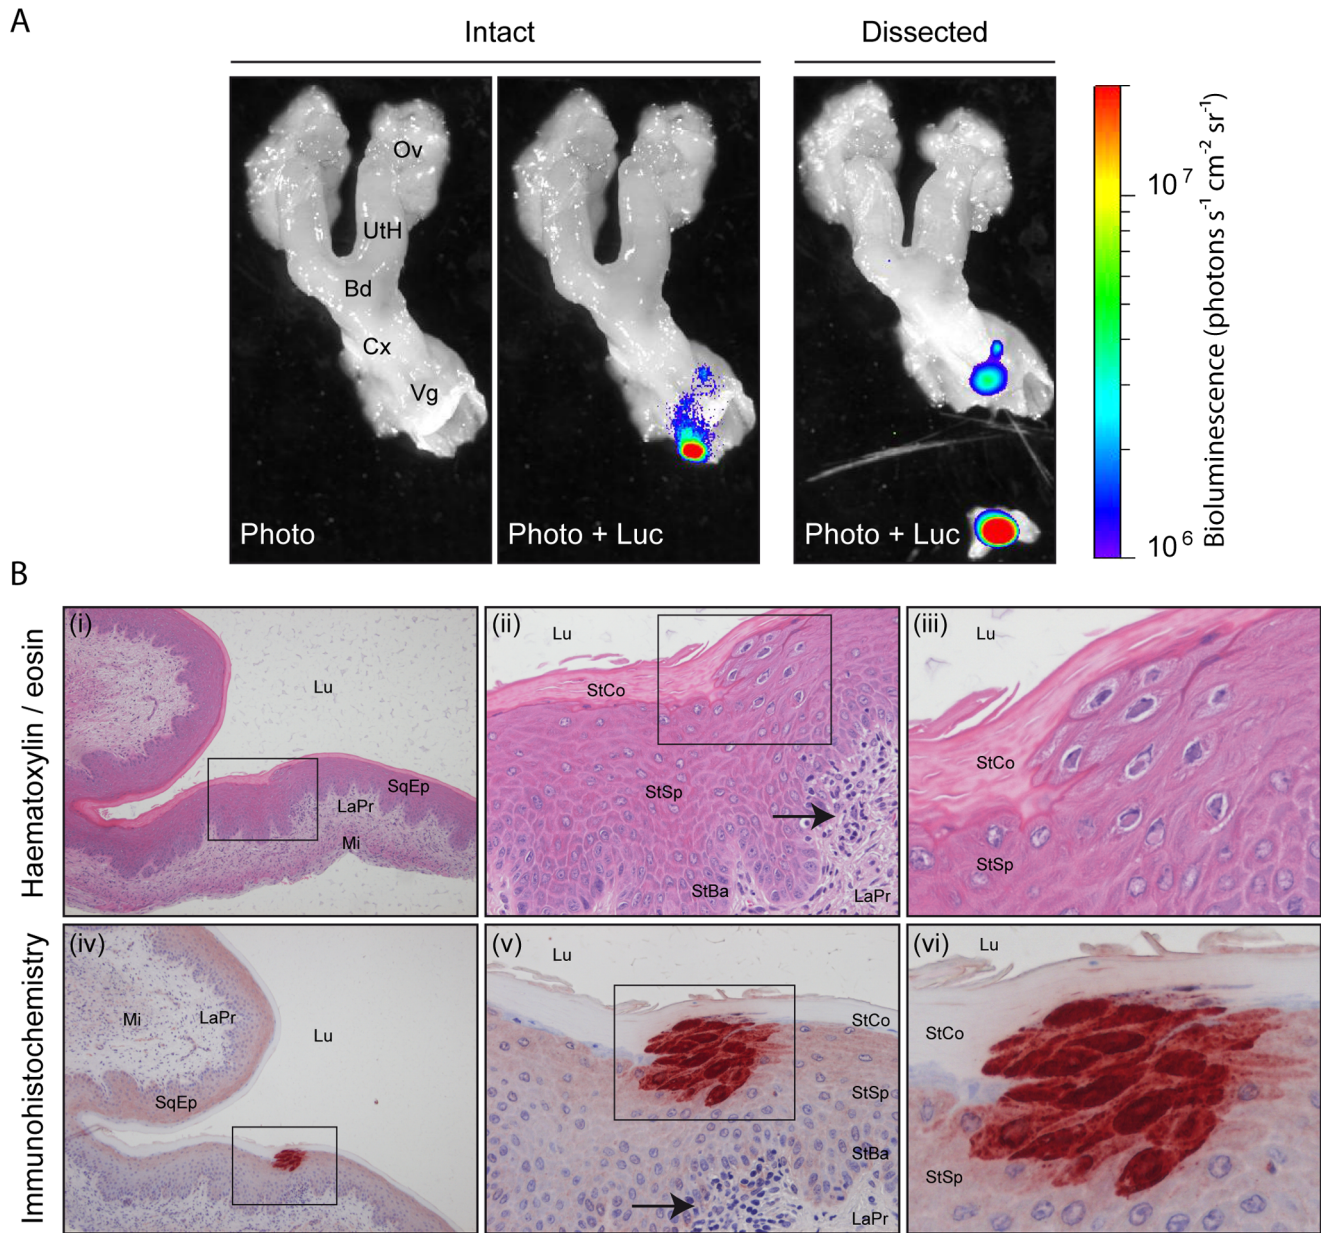 A
Intact
Dissected
Ov
UtH
Bd
Cx
Vg
Photo
Photo + Luc
Photo + Luc
10⁷
10⁶
Bioluminescence (photons s⁻¹ cm⁻² sr⁻¹)
B
Haematoxylin / eosin
(i)
Lu
SqEp
LaPr
Mi
(ii)
Lu
StCo
StSp
StBa
LaPr
(iii)
Lu
StCo
StSp
Immunohistochemistry
(iv)
Mi
LaPr
Lu
SqEp
(v)
Lu
StCo
StSp
StBa
LaPr
(vi)
Lu
StCo
StSp